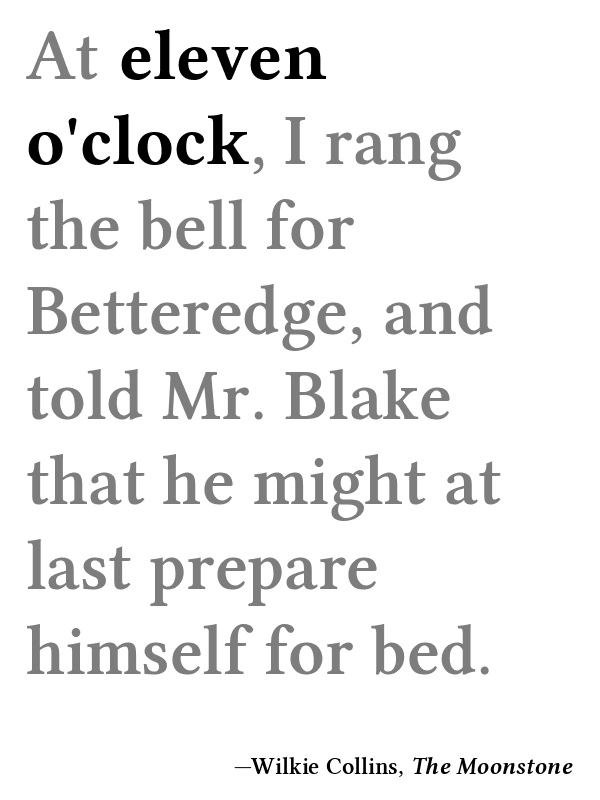 At eleven
o'clock, I rang
the bell for
Betteredge, and
told Mr. Blake
that he might at
last prepare
himself for bed.
—Wilkie Collins, The Moonstone